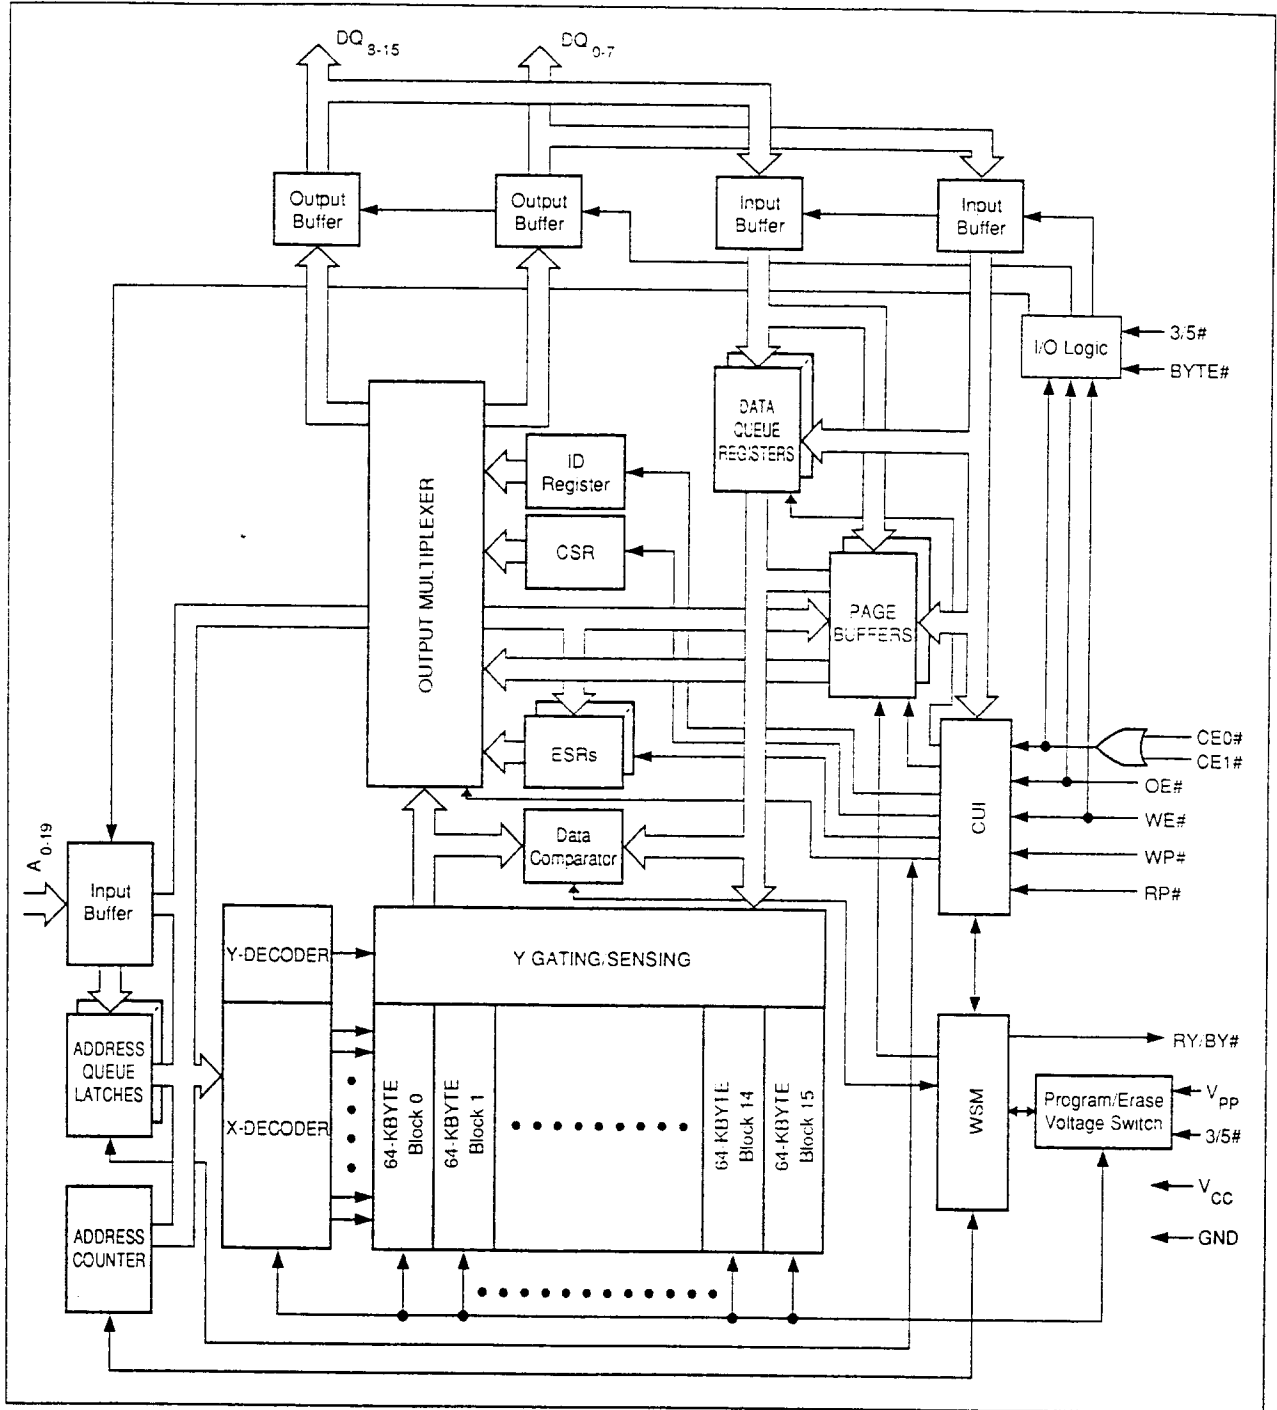 DQ 8-15
DQ 0-7
Output
Buffer
Output
Buffer
Input
Buffer
Input
Buffer
3/5#
I/O Logic
BYTE#
DATA
QUEUE
REGISTERS
ID
Register
CSR
OUTPUT MULTIPLEXER
PAGE
BUFFERS
ESRs
CE0#
CE1#
OE#
CUI
WE#
WP#
RP#
Data
Comparator
A 0-19
Input
Buffer
Y-DECODER
Y GATING/SENSING
ADDRESS
QUEUE
LATCHES
X-DECODER
64-KBYTE
Block 0
64-KBYTE
Block 1
64-KBYTE
Block 14
64-KBYTE
Block 15
WSM
RY/BY#
Program/Erase
Voltage Switch
VPP
3/5#
VCC
GND
ADDRESS
COUNTER